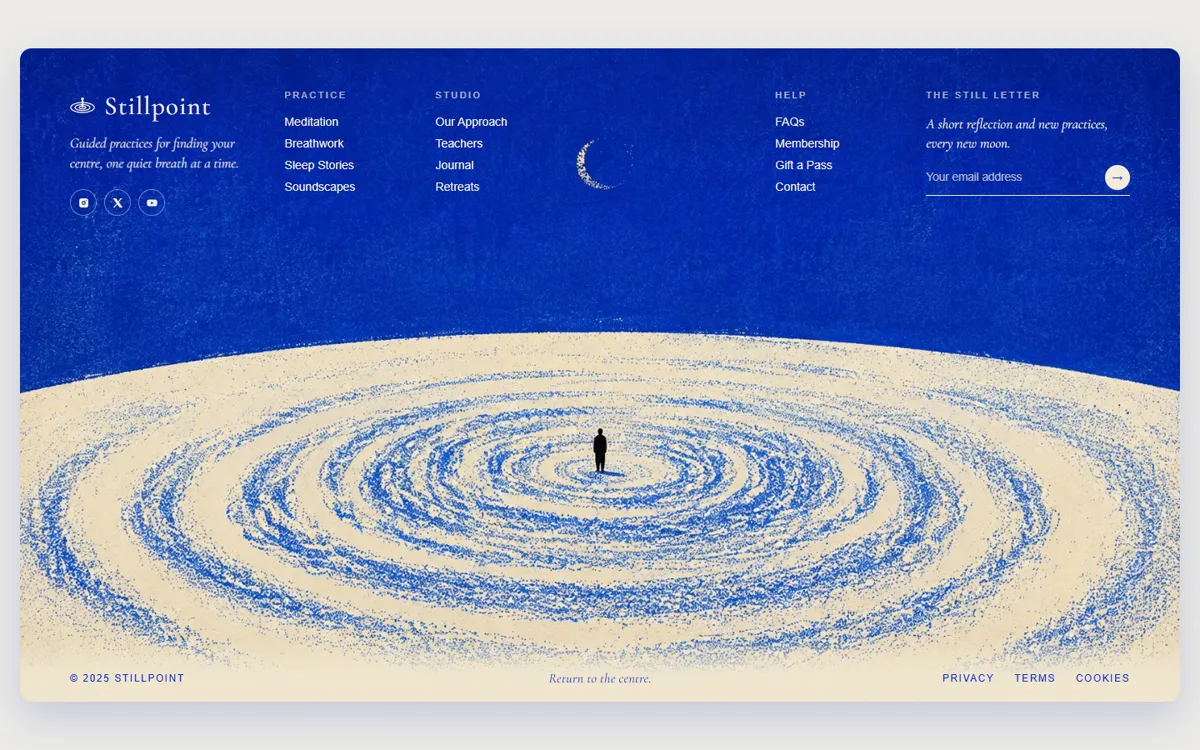 Stillpoint
Guided practices for finding your
centre, one quiet breath at a time.
PRACTICE
Meditation
Breathwork
Sleep Stories
Soundscapes
STUDIO
Our Approach
Teachers
Journal
Retreats
HELP
FAQs
Membership
Gift a Pass
Contact
THE STILL LETTER
A short reflection and new practices,
every new moon.
Your email address →
© 2025 STILLPOINT
Return to the centre.
PRIVACY TERMS COOKIES